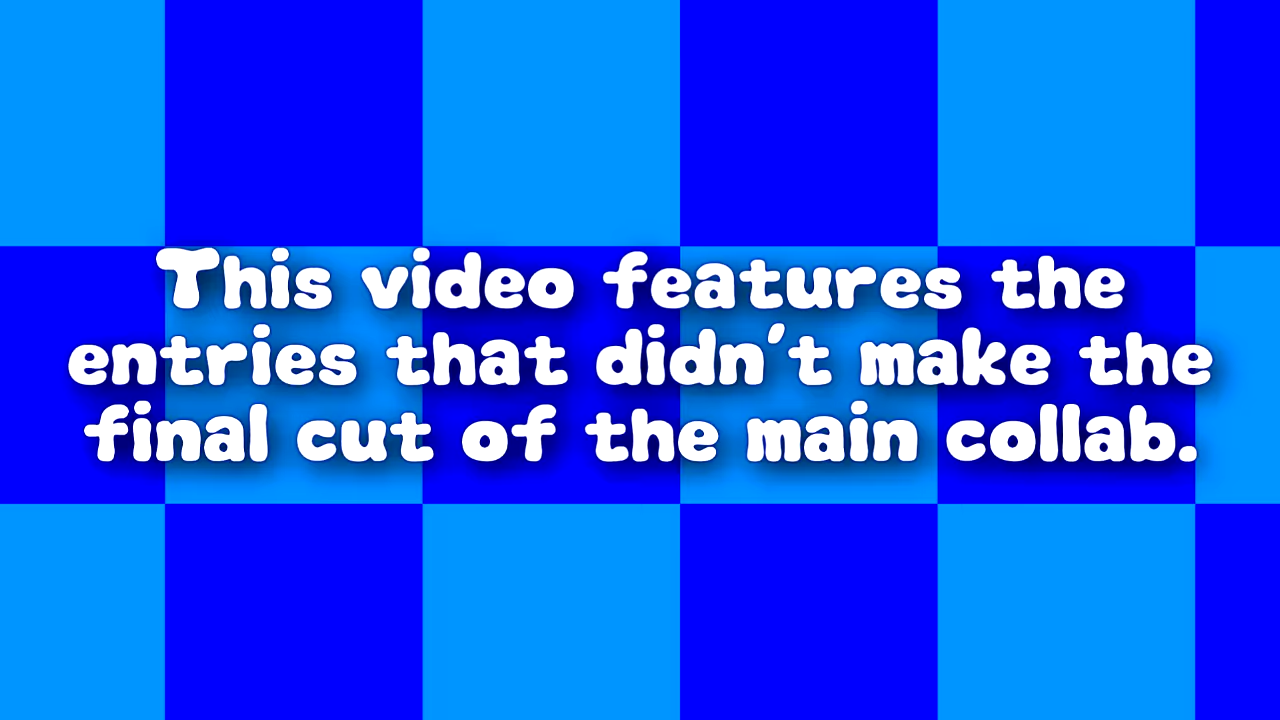 This video features the
entries that didn't make the
final cut of the main collab.